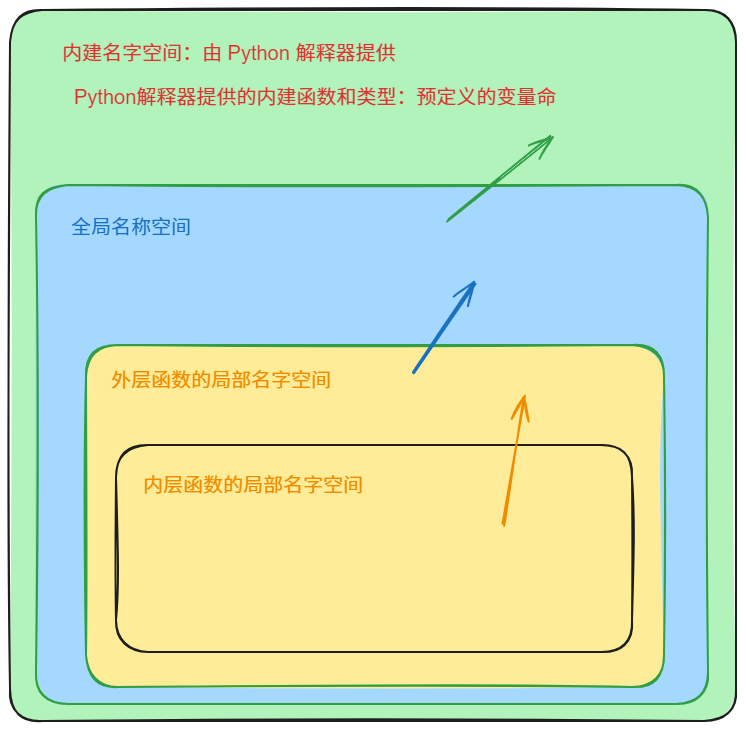 内建名字空间：由 Python 解释器提供
Python解释器提供的内建函数和类型：预定义的变量命
全局名称空间
外层函数的局部名字空间
内层函数的局部名字空间